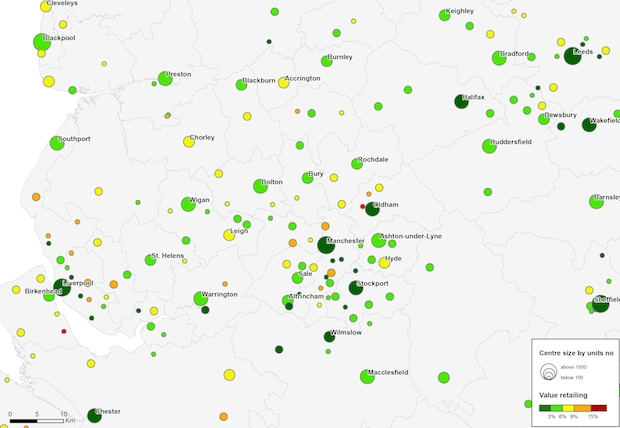 Cleveleys
Keighley
Blackpool
Leeds
Bradford
Burnley
Preston
Blackburn
Accrington
Halifax
Dewsbury
Wakefield
Southport
Chorley
Huddersfield
Rochdale
Bury
Bolton
Wigan
Oldham
Barnsley
Leigh
Manchester
Ashton-under-Lyne
St. Helens
Hyde
Sale
Liverpool
Stockport
Birkenhead
Warrington
Altrincham
Sheffield
Wilmslow
Macclesfield
Chester
Centre size by units no
above 1000
below 100
Value retailing
3% 6% 9% 15%
0 5 10
Km